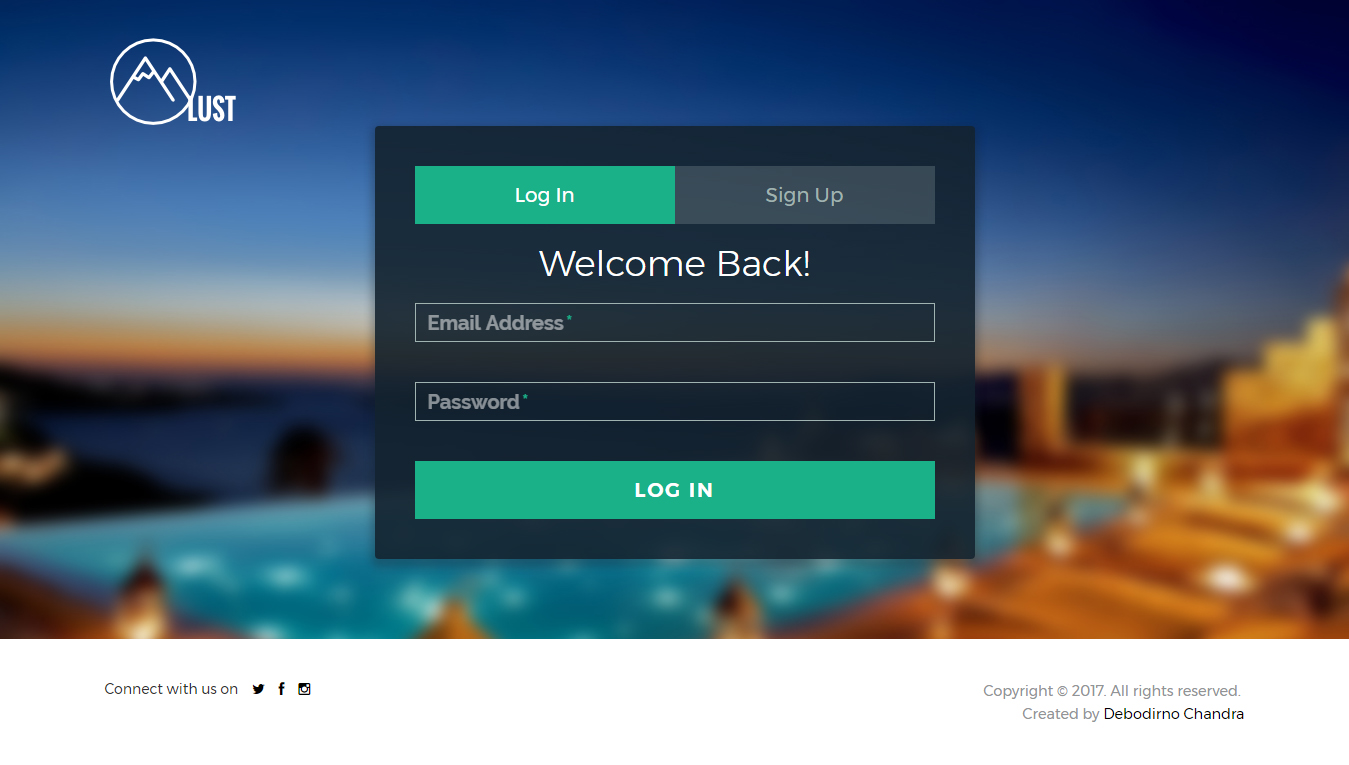 LUST
Log In
Sign Up
Welcome Back!
Email Address*
Password*
LOG IN
Connect with us on
Copyright © 2017. All rights reserved.
Created by Debodirno Chandra